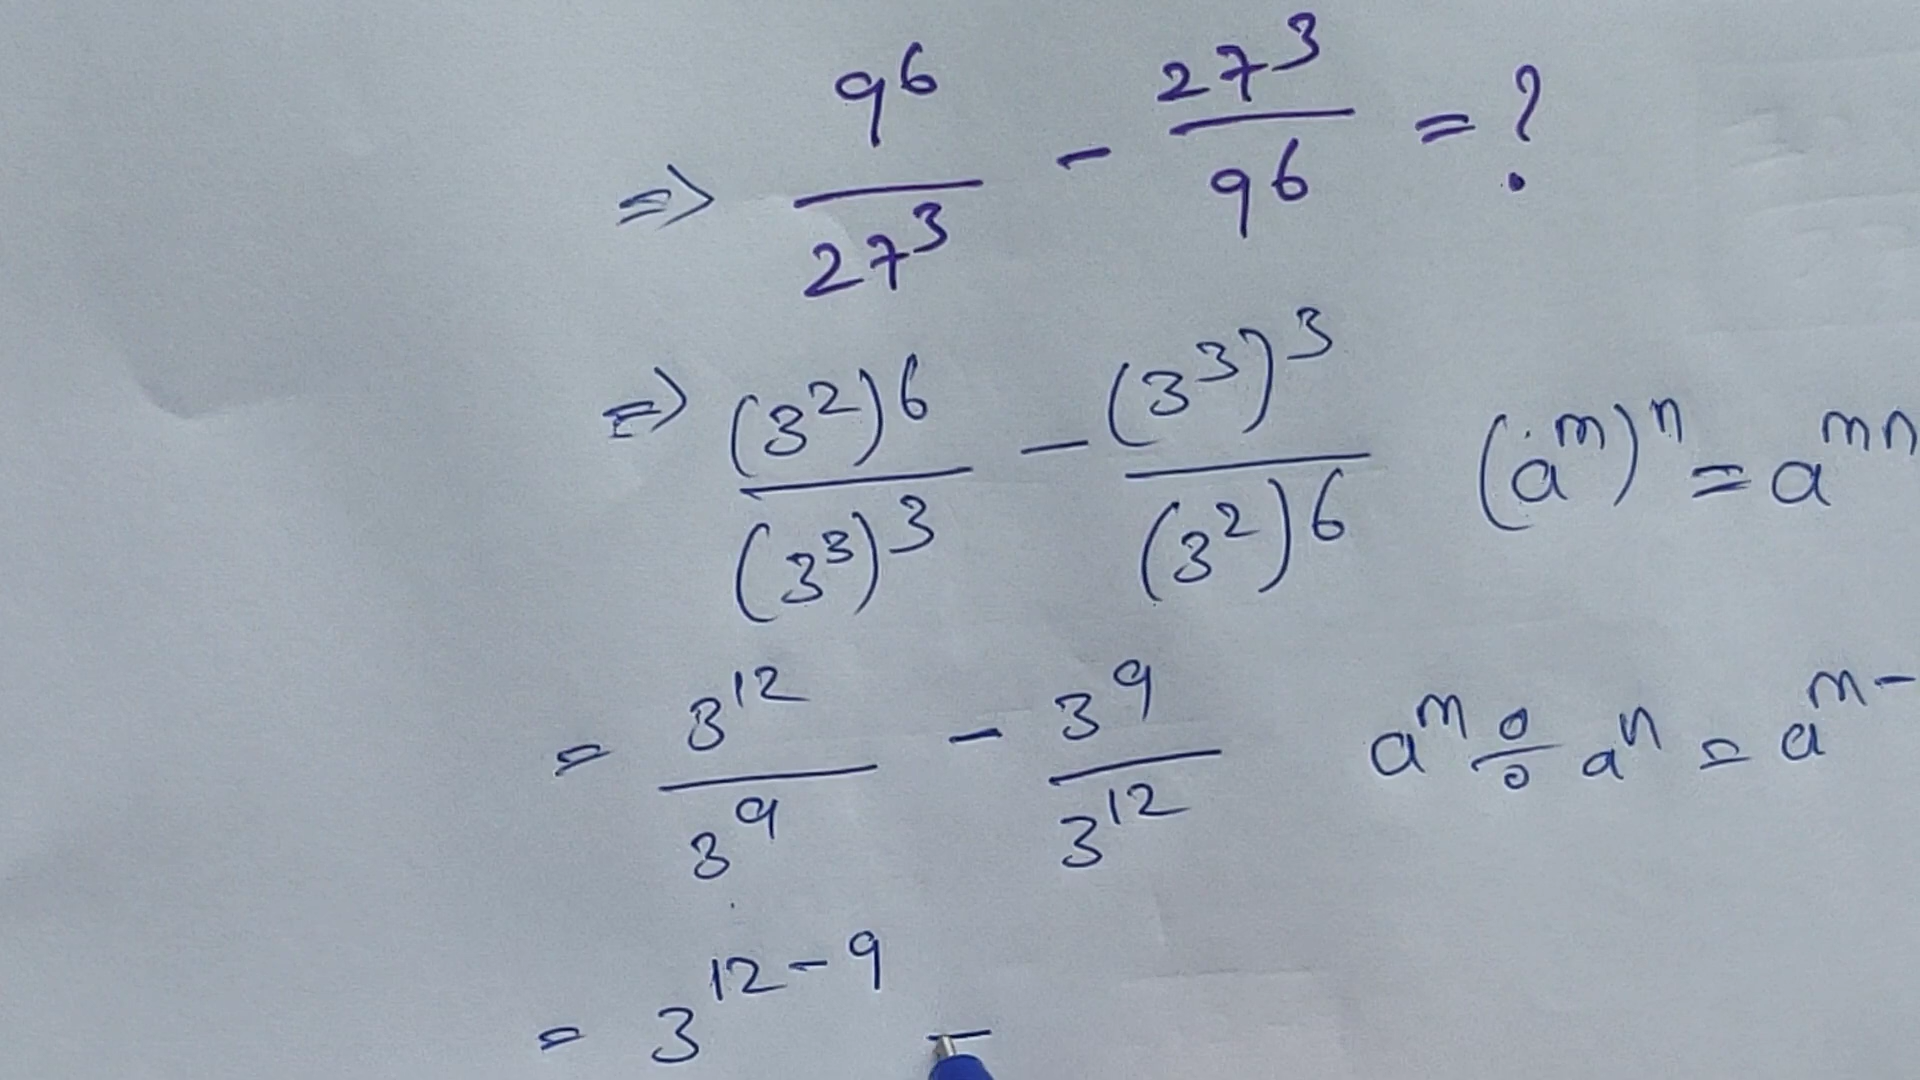 => 9^6/27^3 - 27^3/9^6 = ?
=> (3^2)^6/(3^3)^3 - (3^3)^3/(3^2)^6 (a^m)^n = a^mn
= 3^12/3^9 - 3^9/3^12 a^m ÷ a^n = a^m-
= 3^12-9 -